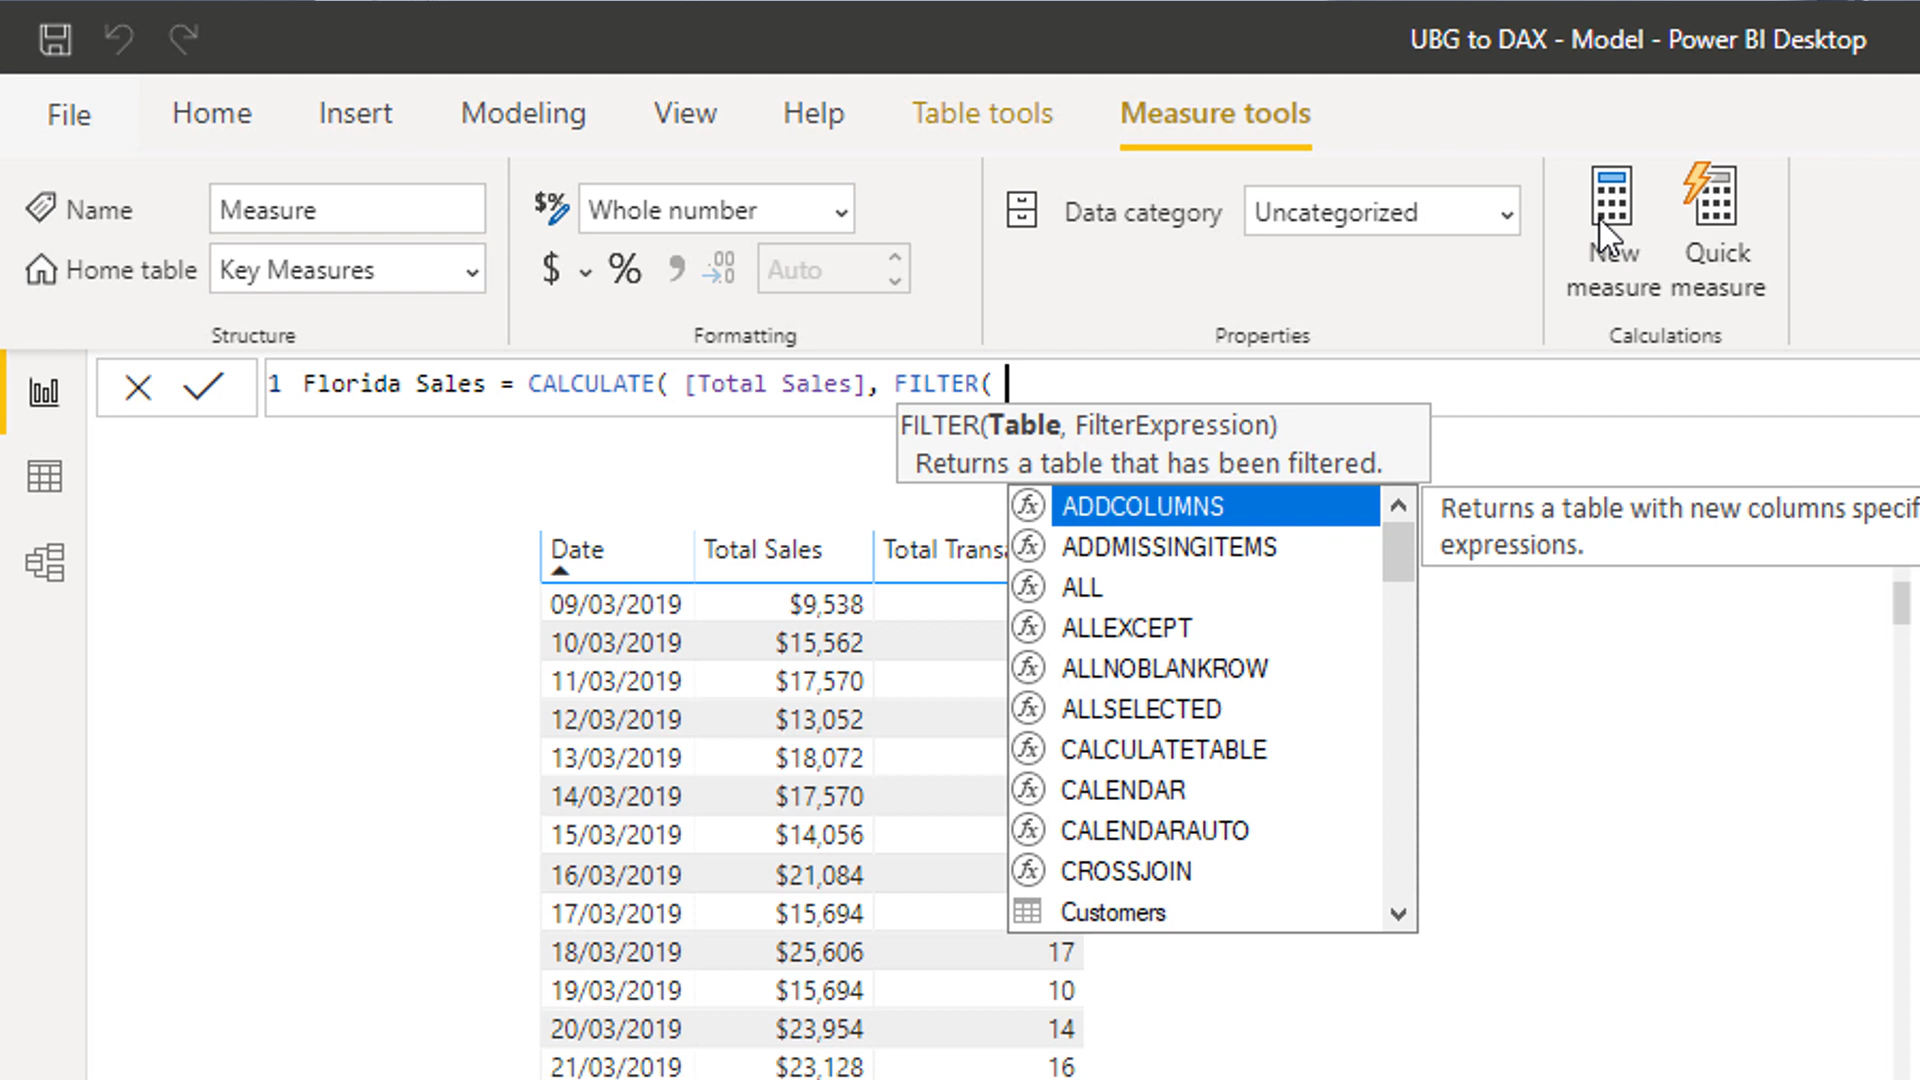 UBG to DAX - Model - Power BI Desktop
File Home Insert Modeling View Help Table tools Measure tools
Name Measure
Home table Key Measures
Structure
$% Whole number
$ % , .00 →0 Auto
Formatting
Data category Uncategorized
Properties
New measure
Quick measure
Calculations
1 Florida Sales = CALCULATE( [Total Sales], FILTER(
FILTER(Table, FilterExpression)
Returns a table that has been filtered.
ADDCOLUMNS
ADDMISSINGITEMS
ALL
ALLEXCEPT
ALLNOBLANKROW
ALLSELECTED
CALCULATETABLE
CALENDAR
CALENDARAUTO
CROSSJOIN
Customers
Returns a table with new columns specif
expressions.
Date Total Sales Total Transa
09/03/2019 $9,538
10/03/2019 $15,562
11/03/2019 $17,570
12/03/2019 $13,052
13/03/2019 $18,072
14/03/2019 $17,570
15/03/2019 $14,056
16/03/2019 $21,084
17/03/2019 $15,694
18/03/2019 $25,606 17
19/03/2019 $15,694 10
20/03/2019 $23,954 14
21/03/2019 $23,128 16